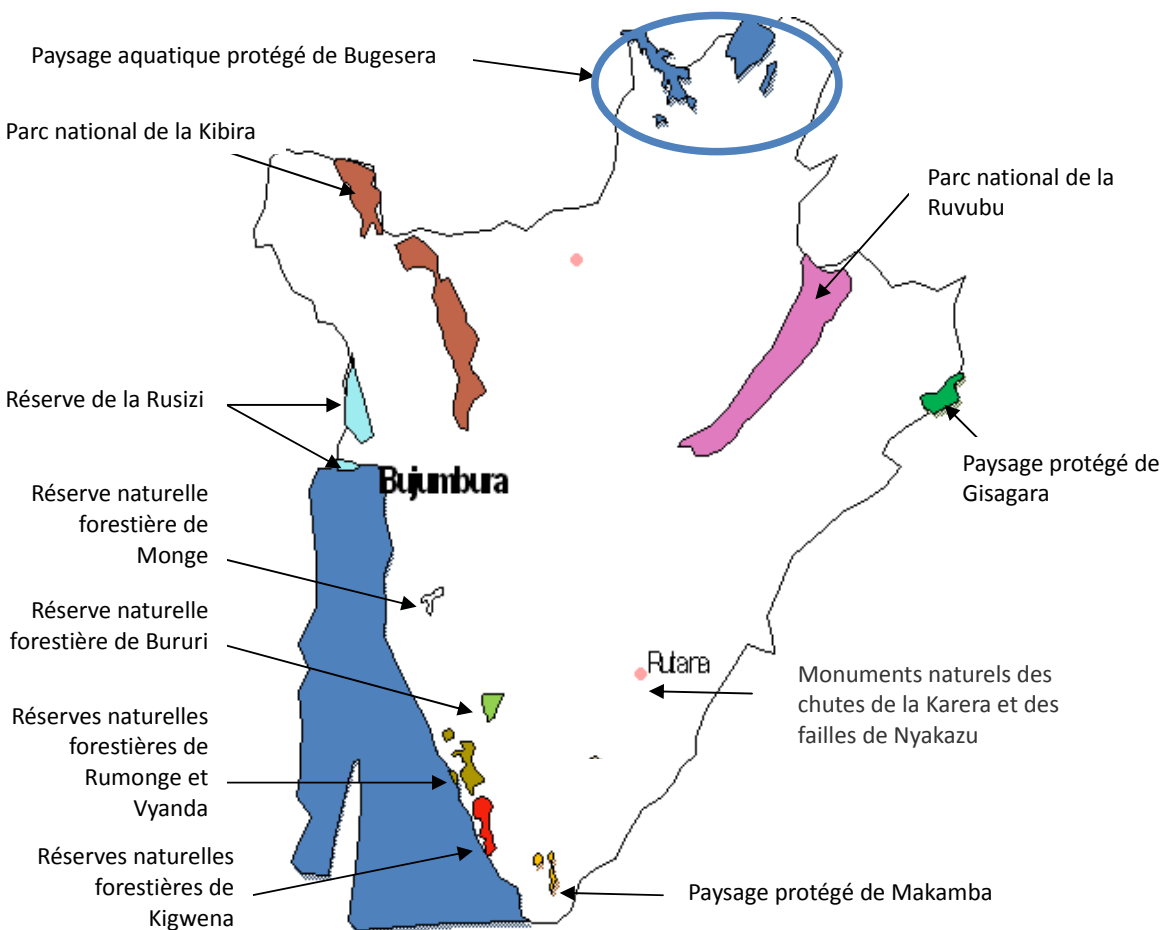 Paysage aquatique protégé de Bugesera
Parc national de la Kibira
Parc national de la
Ruvubu
Réserve de la Rusizi
Bujumbura
Paysage protégé de
Gisagara
Réserve naturelle
forestière de
Monge
Réserve naturelle
forestière de Bururi
Rutana
Monuments naturels des
chutes de la Karera et des
failles de Nyakazu
Réserves naturelles
forestières de
Rumonge et
Vyanda
Réserves naturelles
forestières de
Kigwena
Paysage protégé de Makamba